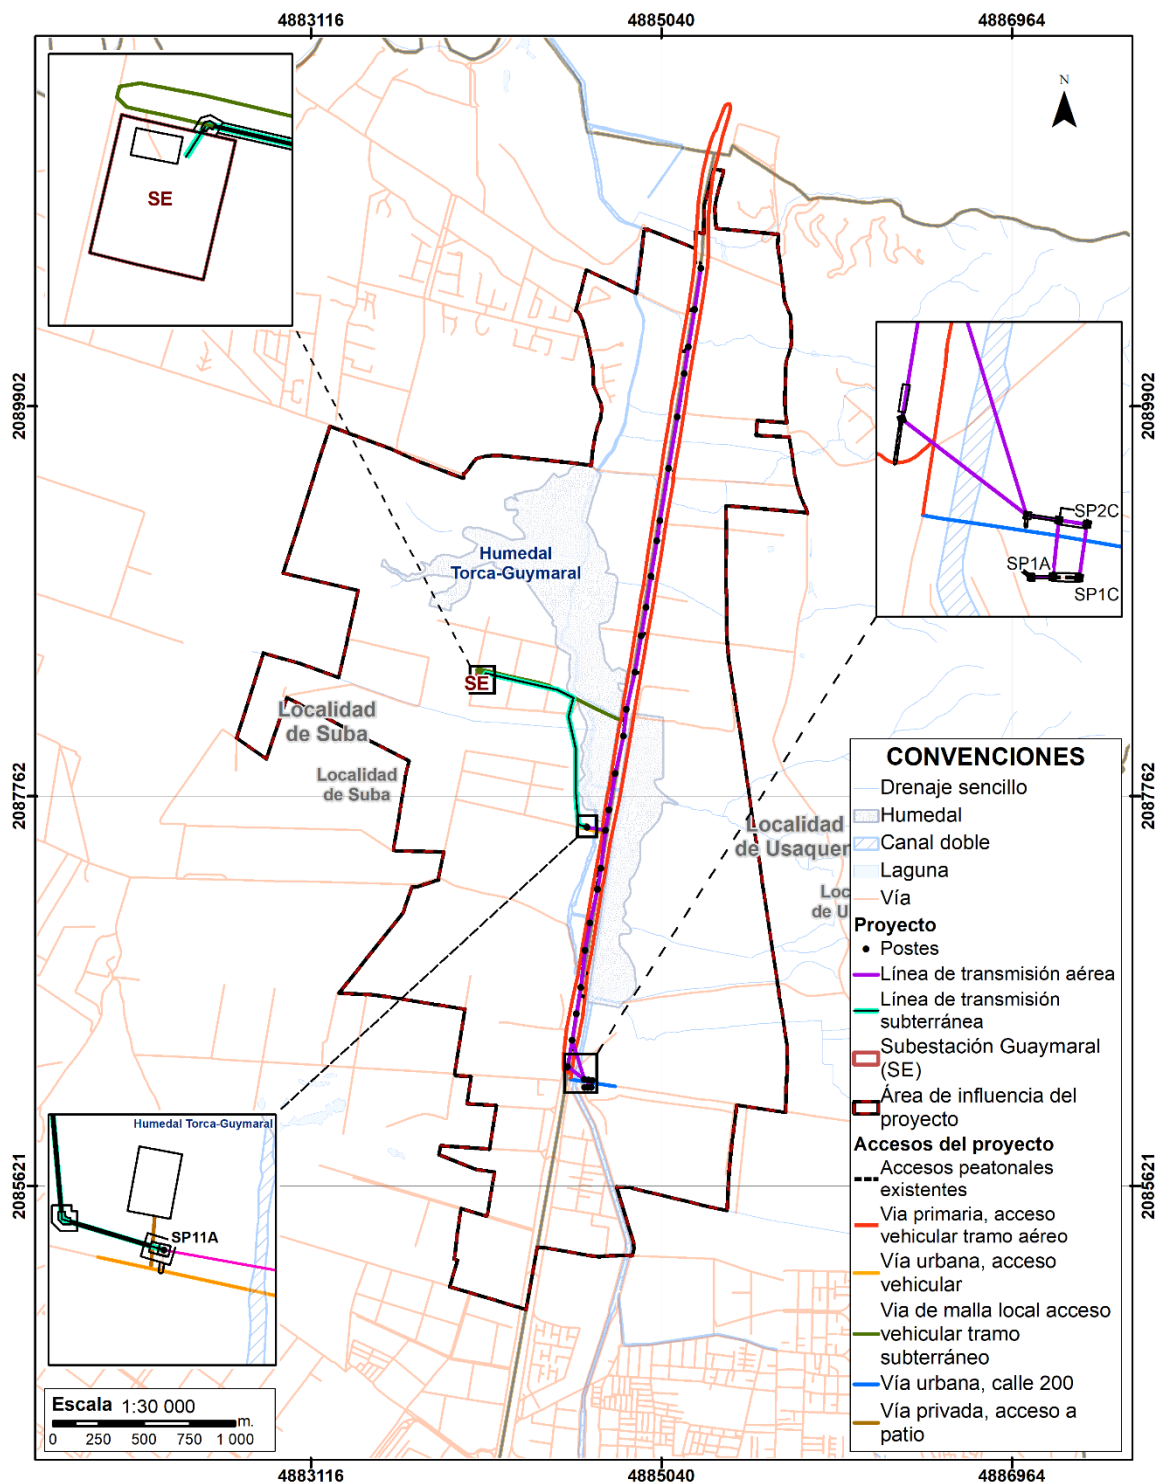 4883116
4885040
4886964
N
SE
2089902
2089902
SP2C
SP1A
SP1C
Humedal
Torca-Guymaral
SE
Localidad
de Suba
Localidad
de Suba
2087762
2087762
Localidad
de Usaquer
Loc
de U
CONVENCIONES
Drenaje sencillo
Humedal
Canal doble
Laguna
Vía
Proyecto
Postes
Línea de transmisión aérea
Línea de transmisión
subterránea
Subestación Guaymaral
(SE)
Área de influencia del
proyecto
Accesos del proyecto
Accesos peatonales
existentes
Via primaria, acceso
vehicular tramo aéreo
Vía urbana, acceso
vehicular
Via de malla local acceso
vehicular tramo
subterráneo
Vía urbana, calle 200
Vía privada, acceso a
patio
Humedal Torca-Guymaral
SP11A
2085621
2085621
Escala 1:30 000
m.
0 250 500 750 1 000
4883116
4885040
4886964